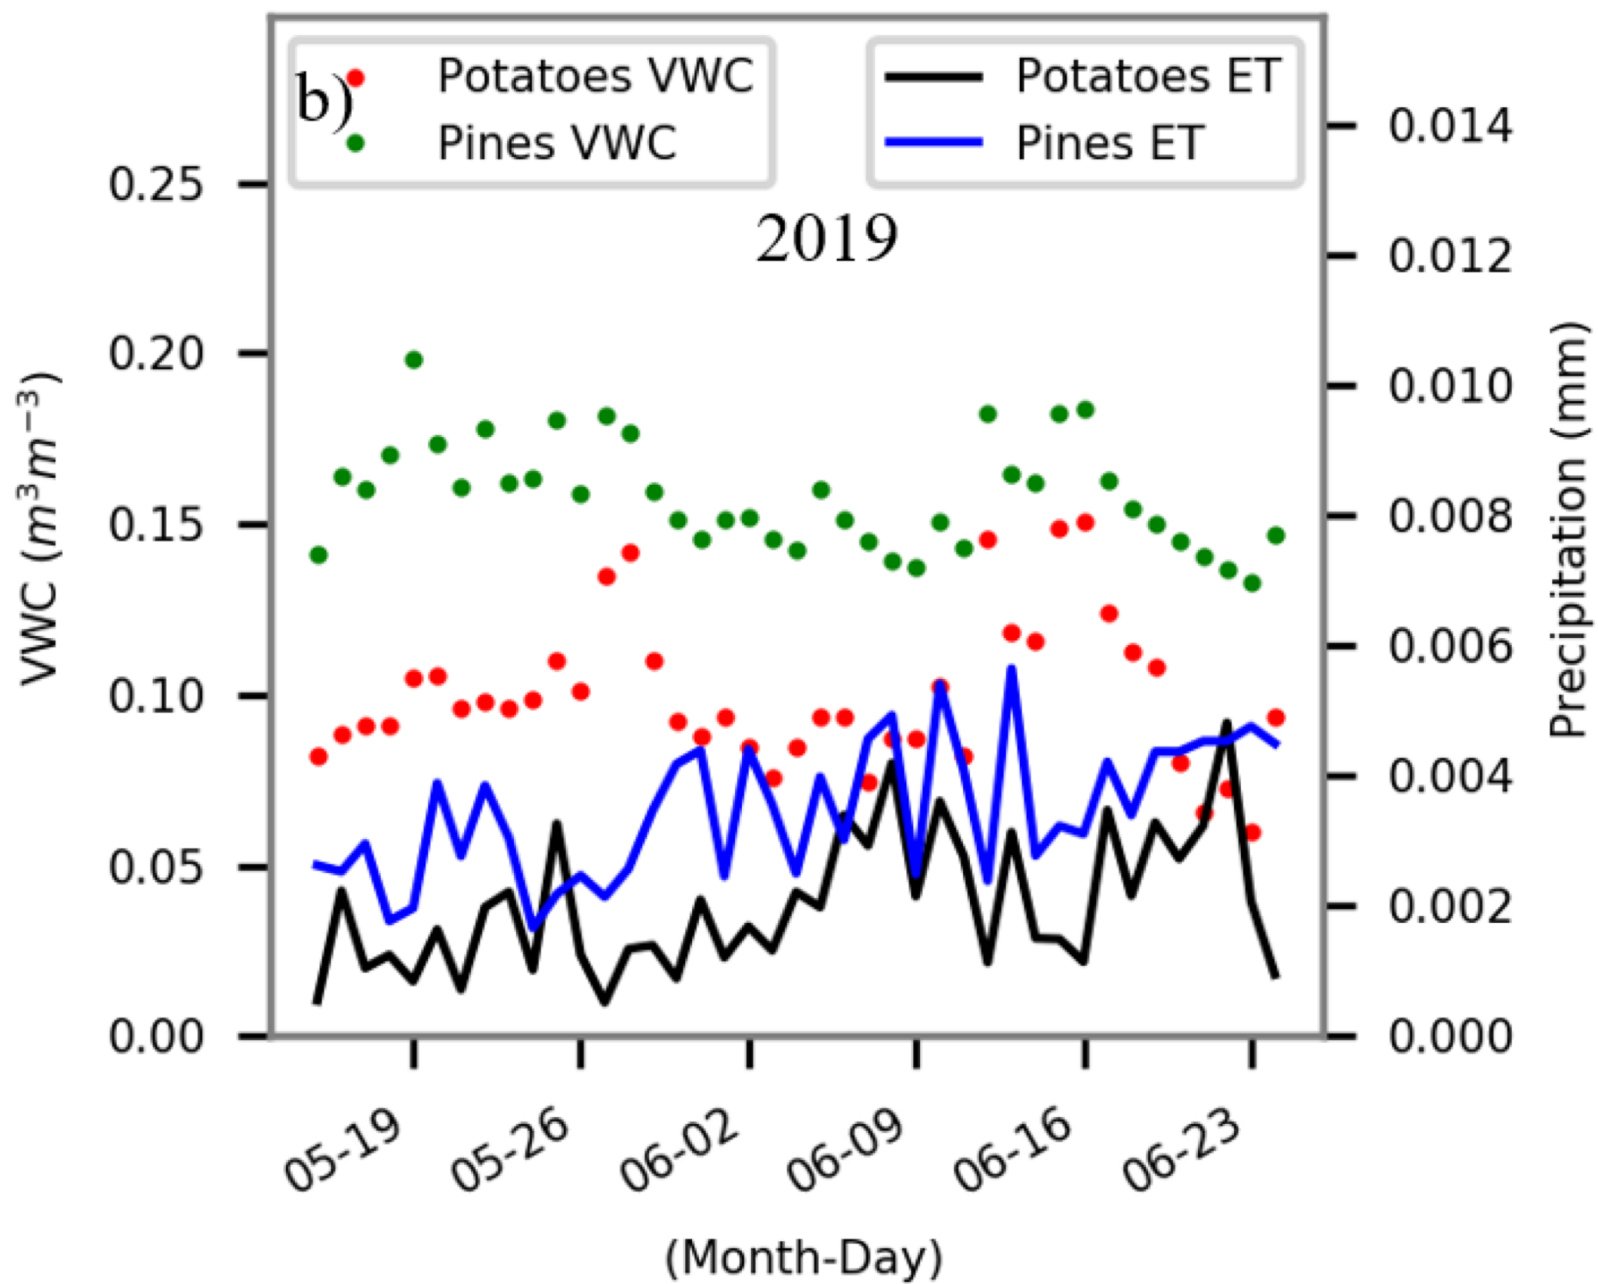 b)
Potatoes VWC
Pines VWC
Potatoes ET
Pines ET
2019
0.25
0.20
0.15
0.10
0.05
0.00
VWC (m³m⁻³)
0.014
0.012
0.010
0.008
0.006
0.004
0.002
0.000
Precipitation (mm)
05-19
05-26
06-02
06-09
06-16
06-23
(Month-Day)